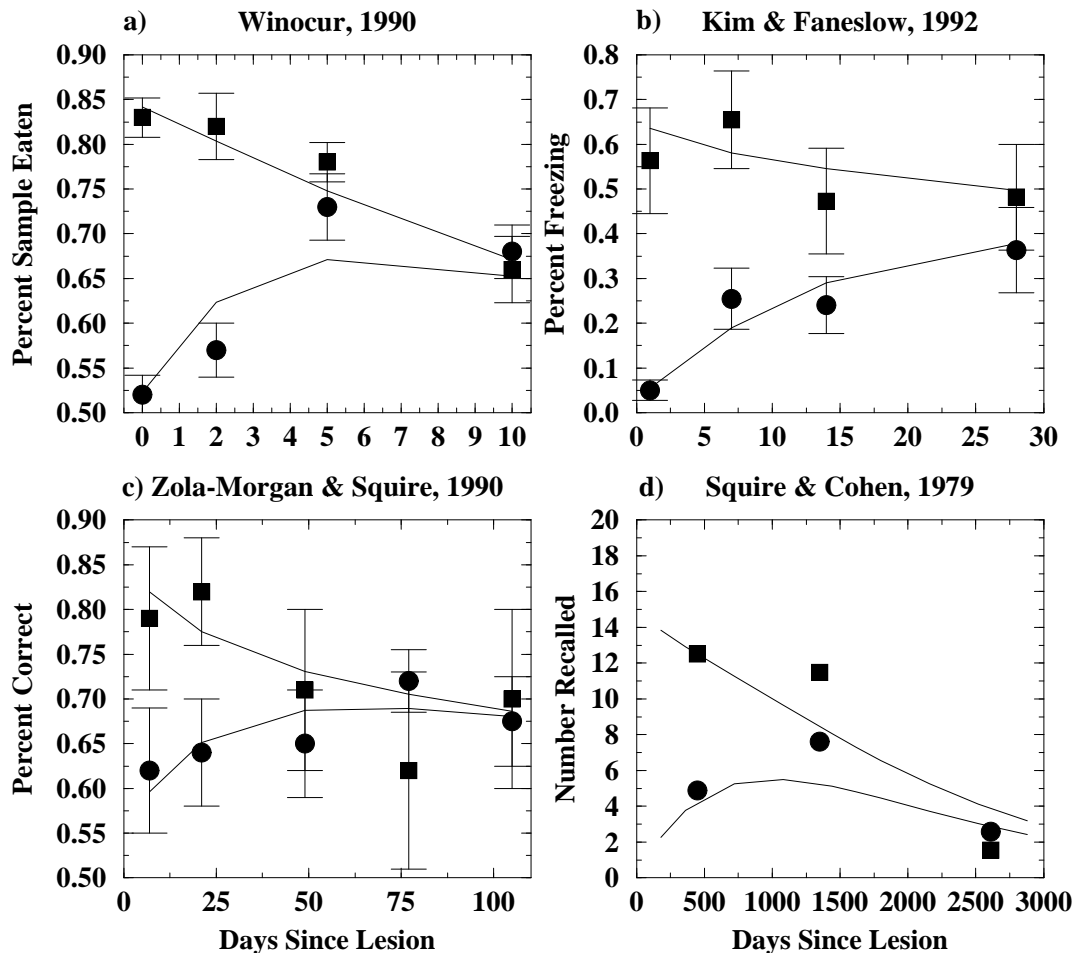 a) Winocur, 1990
0.90
0.85
0.80
0.75
0.70
0.65
0.60
0.55
0.50
Percent Sample Eaten
0 1 2 3 4 5 6 7 8 9 10
b) Kim & Faneslow, 1992
0.8
0.7
0.6
0.5
0.4
0.3
0.2
0.1
0.0
Percent Freezing
0 5 10 15 20 25 30
c) Zola-Morgan & Squire, 1990
0.90
0.85
0.80
0.75
0.70
0.65
0.60
0.55
0.50
Percent Correct
0 25 50 75 100
Days Since Lesion
d) Squire & Cohen, 1979
20
18
16
14
12
10
8
6
4
2
0
Number Recalled
0 500 1000 1500 2000 2500 3000
Days Since Lesion